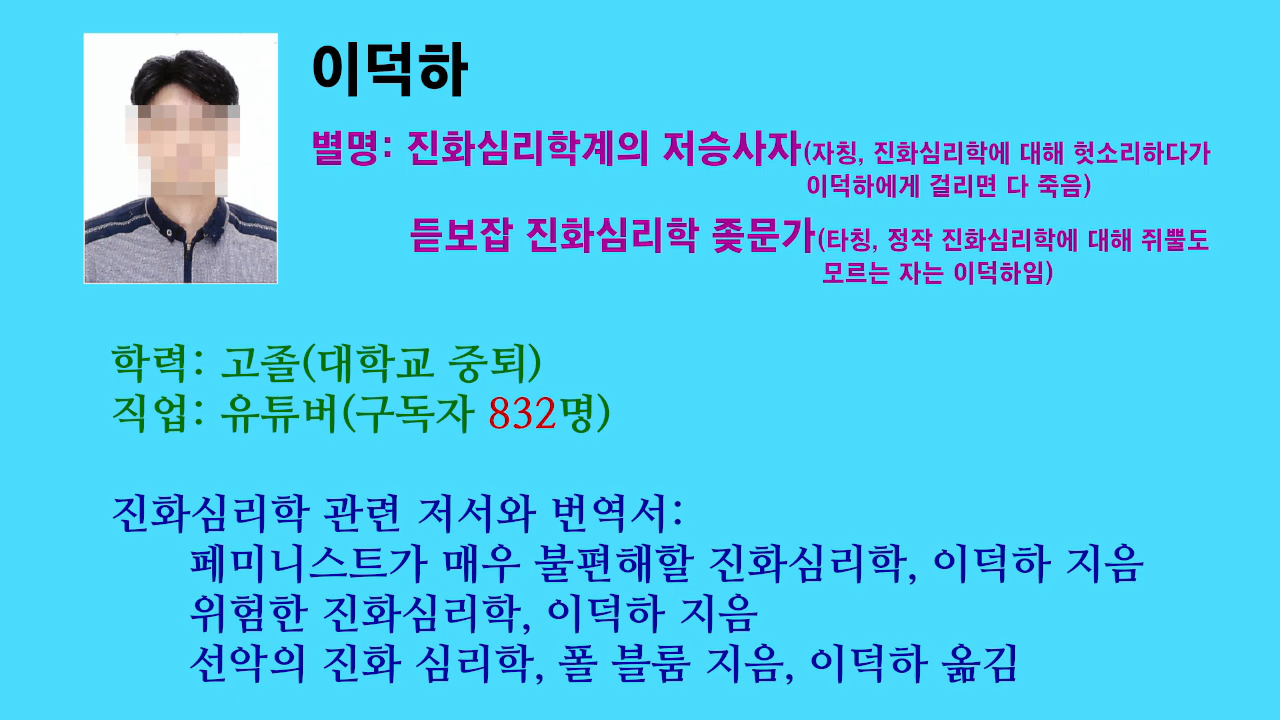 이덕하
별명: 진화심리학계의 저승사자(자칭, 진화심리학에 대해 헛소리하다가
이덕하에게 걸리면 다 죽음)
듣보잡 진화심리학 좆문가(타칭, 정작 진화심리학에 대해 쥐뿔도
모르는 자는 이덕하임)
학력: 고졸(대학교 중퇴)
직업: 유튜버(구독자 832명)
진화심리학 관련 저서와 번역서:
페미니스트가 매우 불편해할 진화심리학, 이덕하 지음
위험한 진화심리학, 이덕하 지음
선악의 진화 심리학, 폴 블룸 지음, 이덕하 옮김